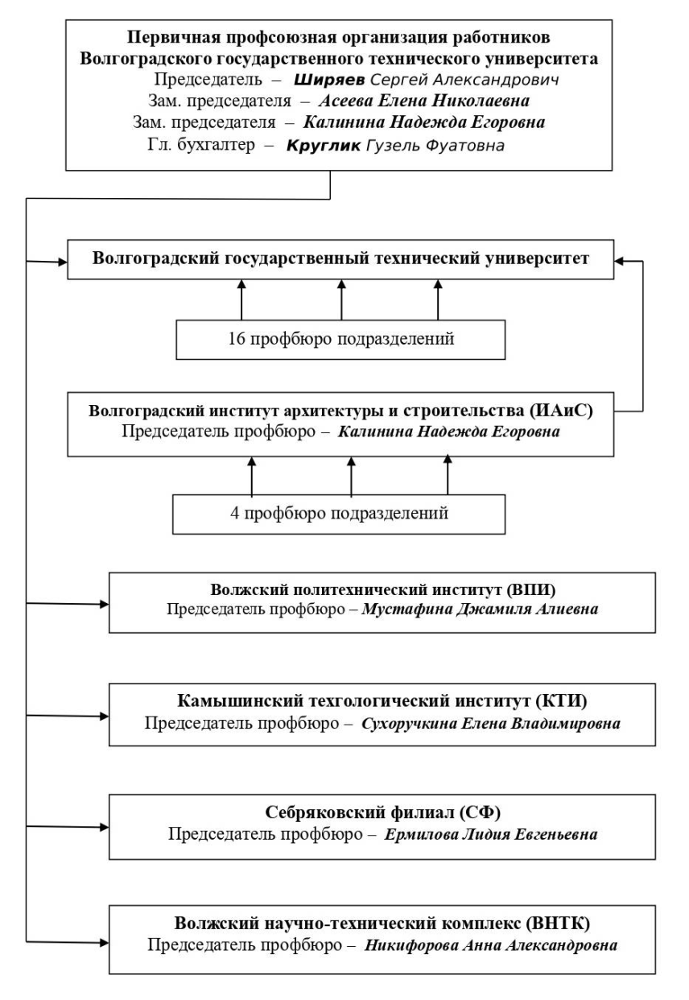 Первичная профсоюзная организация работников
Волгоградского государственного технического университета
Председатель – Ширяев Сергей Александрович
Зам. председателя – Асеева Елена Николаевна
Зам. председателя – Калинина Надежда Егоровна
Гл. бухгалтер – Круглик Гузель Фуатовна
Волгоградский государственный технический университет
16 профбюро подразделений
Волгоградский институт архитектуры и строительства (ИАиС)
Председатель профбюро – Калинина Надежда Егоровна
4 профбюро подразделений
Волжский политехнический институт (ВПИ)
Председатель профбюро – Мустафина Джамиля Алиевна
Камышинский техгологический институт (КТИ)
Председатель профбюро – Сухоручкина Елена Владимировна
Себряковский филиал (СФ)
Председатель профбюро – Ермилова Лидия Евгеньевна
Волжский научно-технический комплекс (ВНТК)
Председатель профбюро – Никифорова Анна Александровна